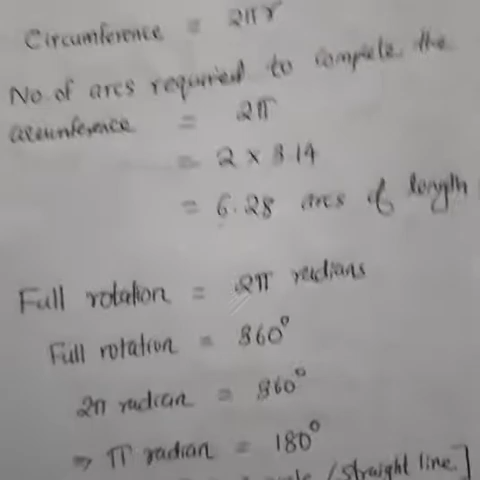 Circumference = 2πr
No. of arcs required to complete the
circumference = 2π
= 2 × 3.14
= 6.28 arcs of length
Full rotation = 2π radians
Full rotation = 360°
2π radian = 360°
⇒ π radian = 180°
(straight line]